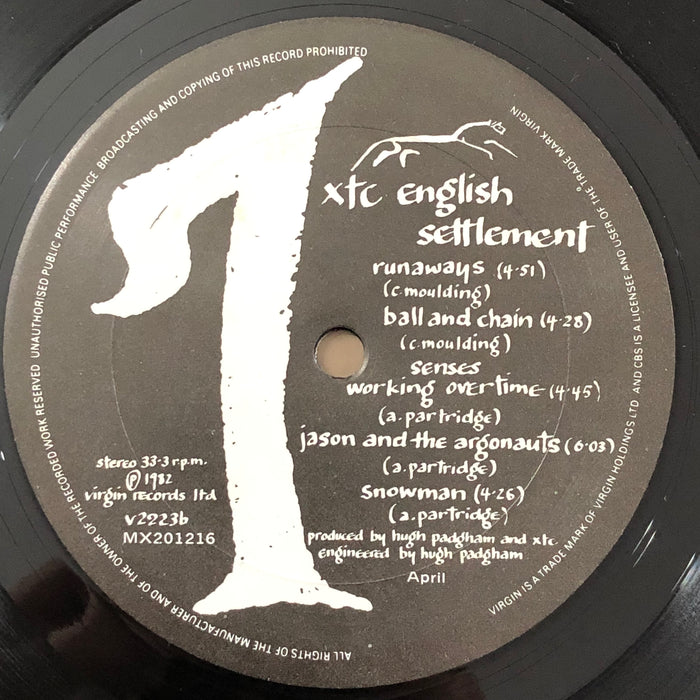 ALL RIGHTS OF THE MANUFACTURER AND OF THE OWNER OF THE RECORDED WORK RESERVED UNAUTHORISED PUBLIC PERFORMANCE BROADCASTING AND COPYING OF THIS RECORD PROHIBITED
1
xtc english
settlement
runaways (4·51)
(c. moulding)
ball and chain (4·28)
(c. moulding)
senses
working overtime (4·45)
(a. partridge)
jason and the argonauts (6·03)
(a. partridge)
snowman (4·26)
(a. partridge)
produced by hugh padgham and xtc
engineered by hugh padgham
April
stereo 33·3 r.p.m.
℗ 1982
virgin records ltd
v2223b
MX201216
VIRGIN IS A TRADE MARK OF VIRGIN HOLDINGS LTD AND CBS IS A LICENSEE AND USER OF THE TRADE MARK VIRGIN